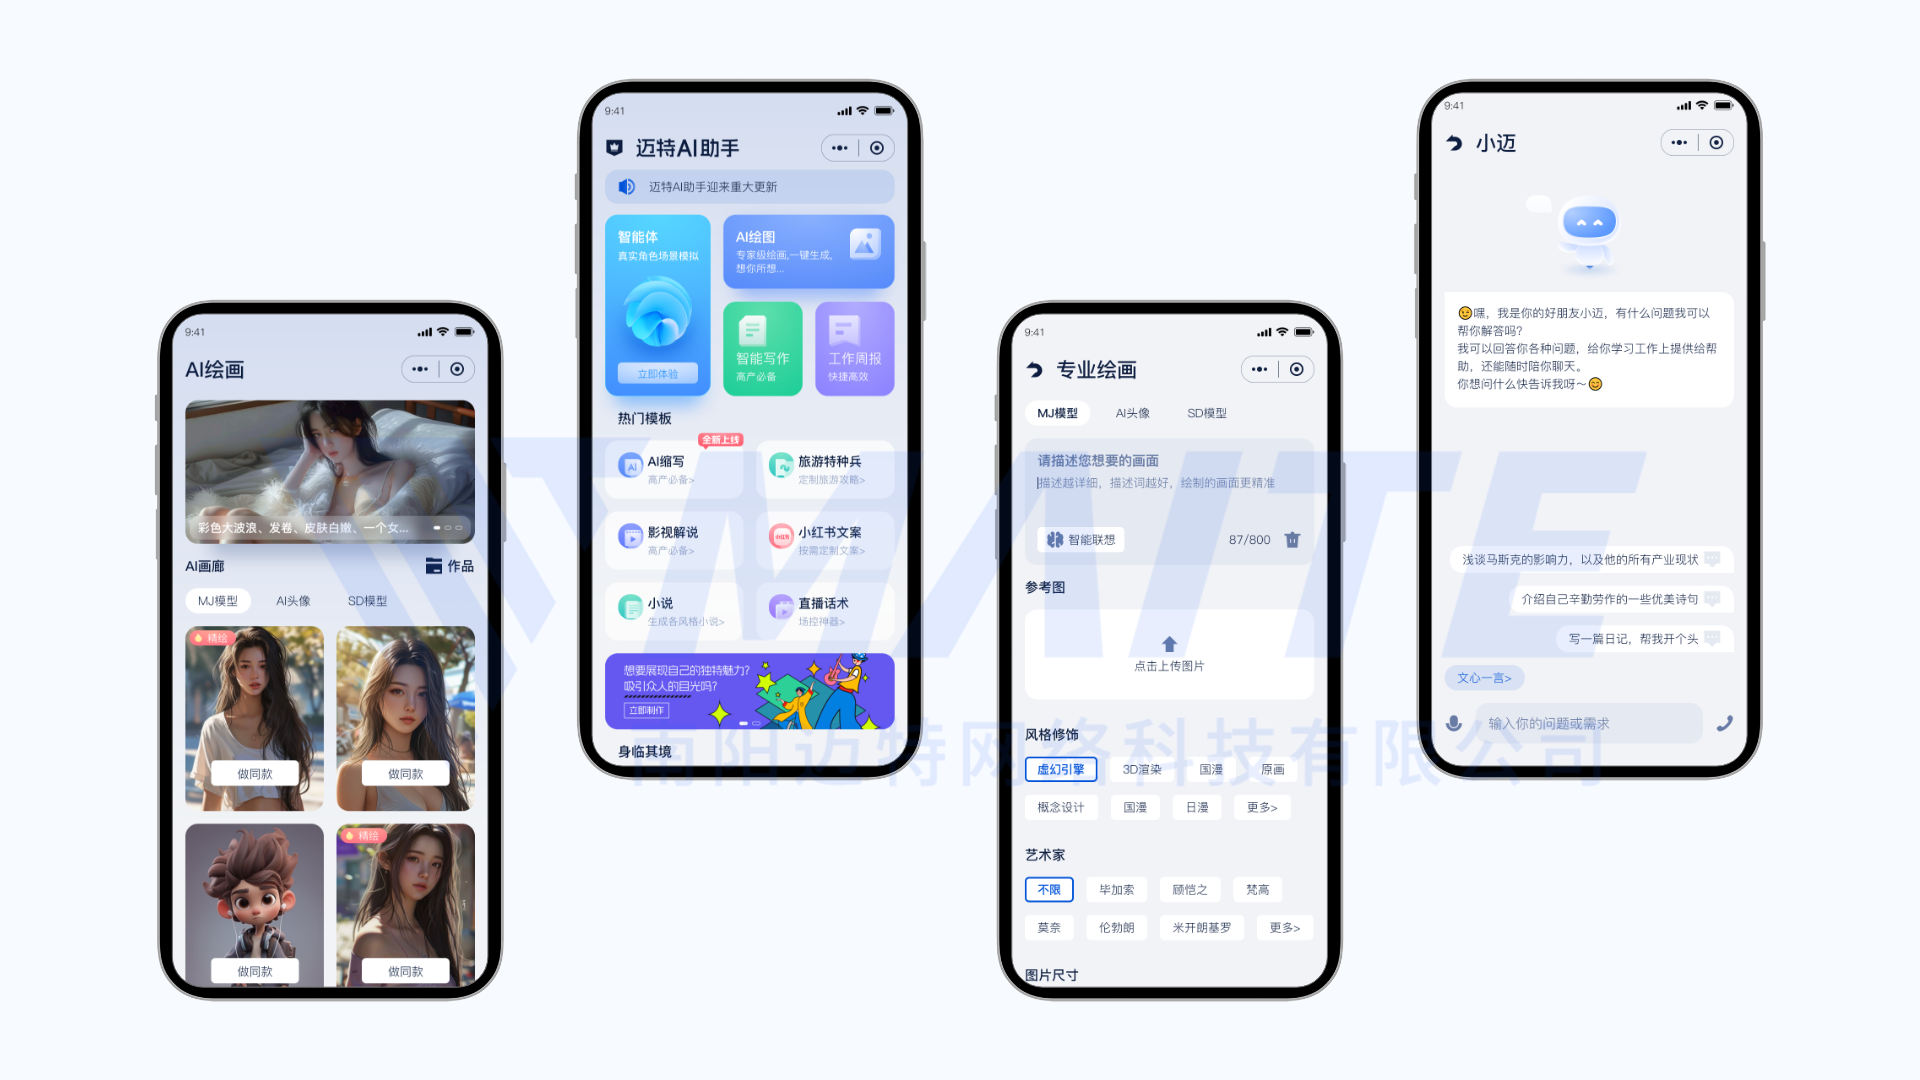 9:41
AI绘画
彩色大波浪、发卷、皮肤白嫩、一个女...
AI画廊
作品
MJ模型
AI头像
SD模型
精绘
做同款
做同款
精绘
做同款
做同款
9:41
迈特AI助手
迈特AI助手迎来重大更新
智能体
真实角色场景模拟
立即体验
AI绘图
专家级绘画,一键生成,
想你所想...
智能写作
高产必备
工作周报
快捷高效
热门模板
全新上线
AI
AI缩写
高产必备>
旅游特种兵
定制旅游攻略>
影视解说
高产必备>
小红书
小红书文案
按需定制文案>
小说
生成各风格小说>
直播话术
场控神器>
想要展现自己的独特魅力?
吸引众人的目光吗?
立即制作
身临其境
9:41
专业绘画
MJ模型
AI头像
SD模型
请描述您想要的画面
描述越详细，描述词越好，绘制的画面更精准
智能联想
87/800
参考图
点击上传图片
风格修饰
虚幻引擎
3D渲染
国漫
原画
概念设计
国漫
日漫
更多>
艺术家
不限
毕加索
顾恺之
梵高
莫奈
伦勃朗
米开朗基罗
更多>
图片尺寸
9:41
小迈
嘿，我是你的好朋友小迈，有什么问题我可以
帮你解答吗?
我可以回答你各种问题，给你学习工作上提供给帮
助，还能随时陪你聊天。
你想问什么快告诉我呀～
浅谈马斯克的影响力，以及他的所有产业现状
介绍自己辛勤劳作的一些优美诗句
写一篇日记，帮我开个头
文心一言>
输入你的问题或需求
MAITE
南阳迈特网络科技有限公司